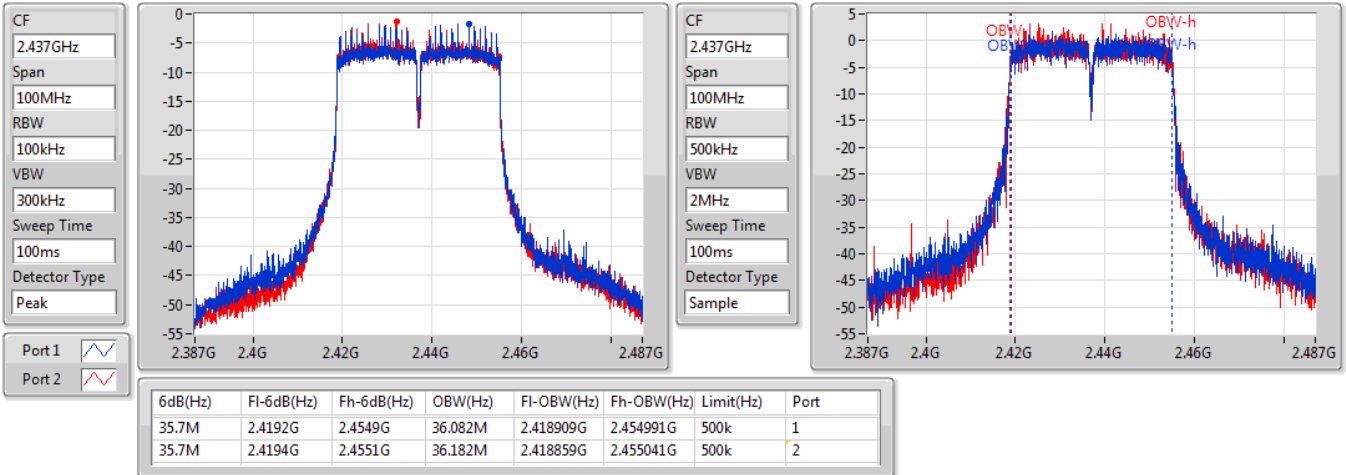 CF
2.437GHz
Span
100MHz
RBW
100kHz
VBW
300kHz
Sweep Time
100ms
Detector Type
Peak
Port 1
Port 2
0
-5
-10
-15
-20
-25
-30
-35
-40
-45
-50
-55
2.387G 2.4G 2.42G 2.44G 2.46G 2.487G
CF
2.437GHz
Span
100MHz
RBW
500kHz
VBW
2MHz
Sweep Time
100ms
Detector Type
Sample
5
0
-5
-10
-15
-20
-25
-30
-35
-40
-45
-50
-55
OBW-h
2.387G 2.4G 2.42G 2.44G 2.46G 2.487G
6dB(Hz) Fl-6dB(Hz) Fh-6dB(Hz) OBW(Hz) Fl-OBW(Hz) Fh-OBW(Hz) Limit(Hz) Port
35.7M 2.4192G 2.4549G 36.082M 2.418909G 2.454991G 500k 1
35.7M 2.4194G 2.4551G 36.182M 2.418859G 2.455041G 500k 2